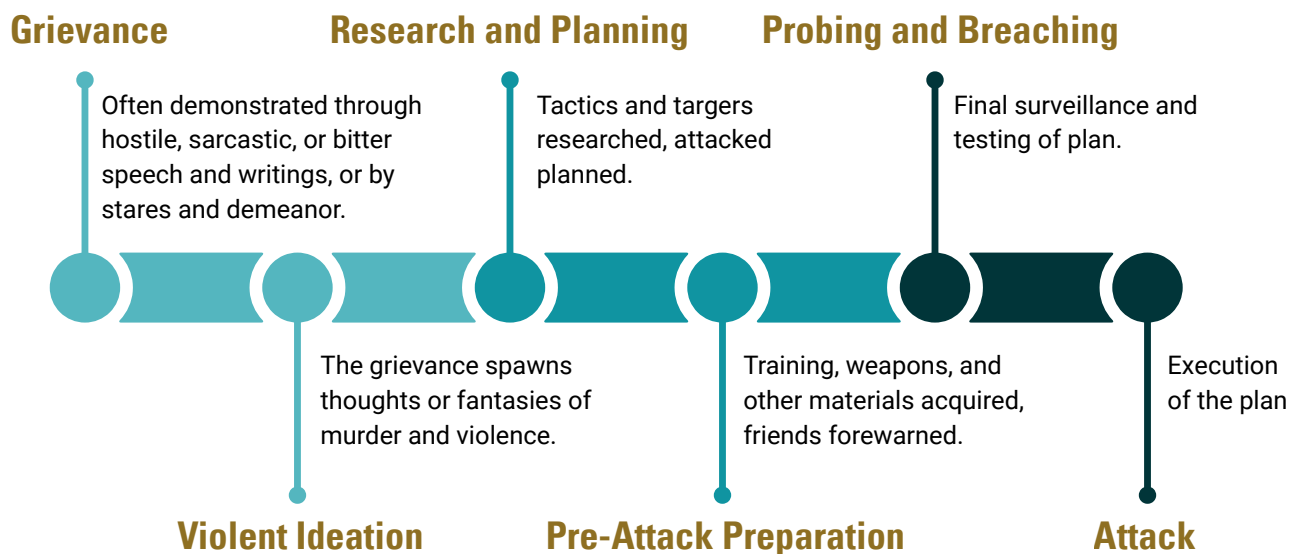 Grievance
Often demonstrated through
hostile, sarcastic, or bitter
speech and writings, or by
stares and demeanor.
Violent Ideation
The grievance spawns
thoughts or fantasies of
murder and violence.
Research and Planning
Tactics and targers
researched, attacked
planned.
Pre-Attack Preparation
Training, weapons, and
other materials acquired,
friends forewarned.
Probing and Breaching
Final surveillance and
testing of plan.
Attack
Execution
of the plan